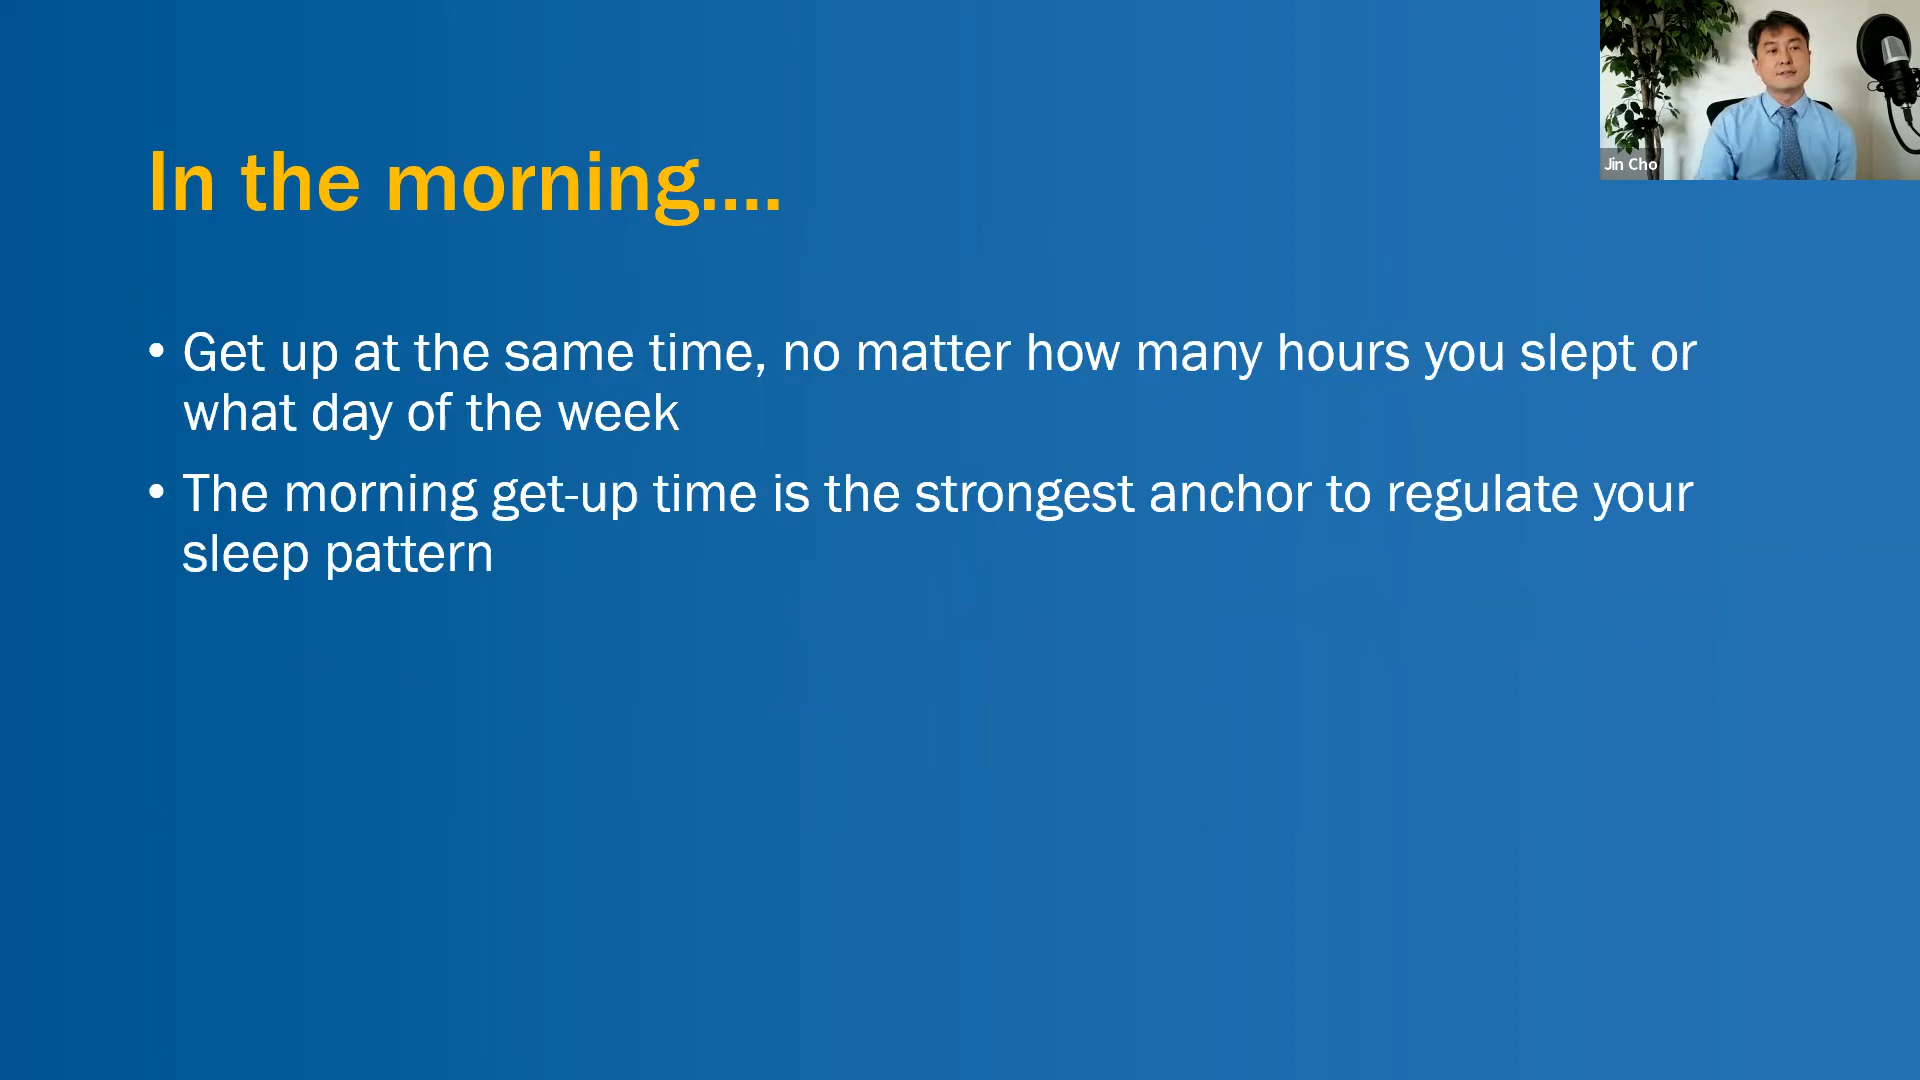 In the morning....
• Get up at the same time, no matter how many hours you slept or
what day of the week
• The morning get-up time is the strongest anchor to regulate your
sleep pattern
Jin Cho